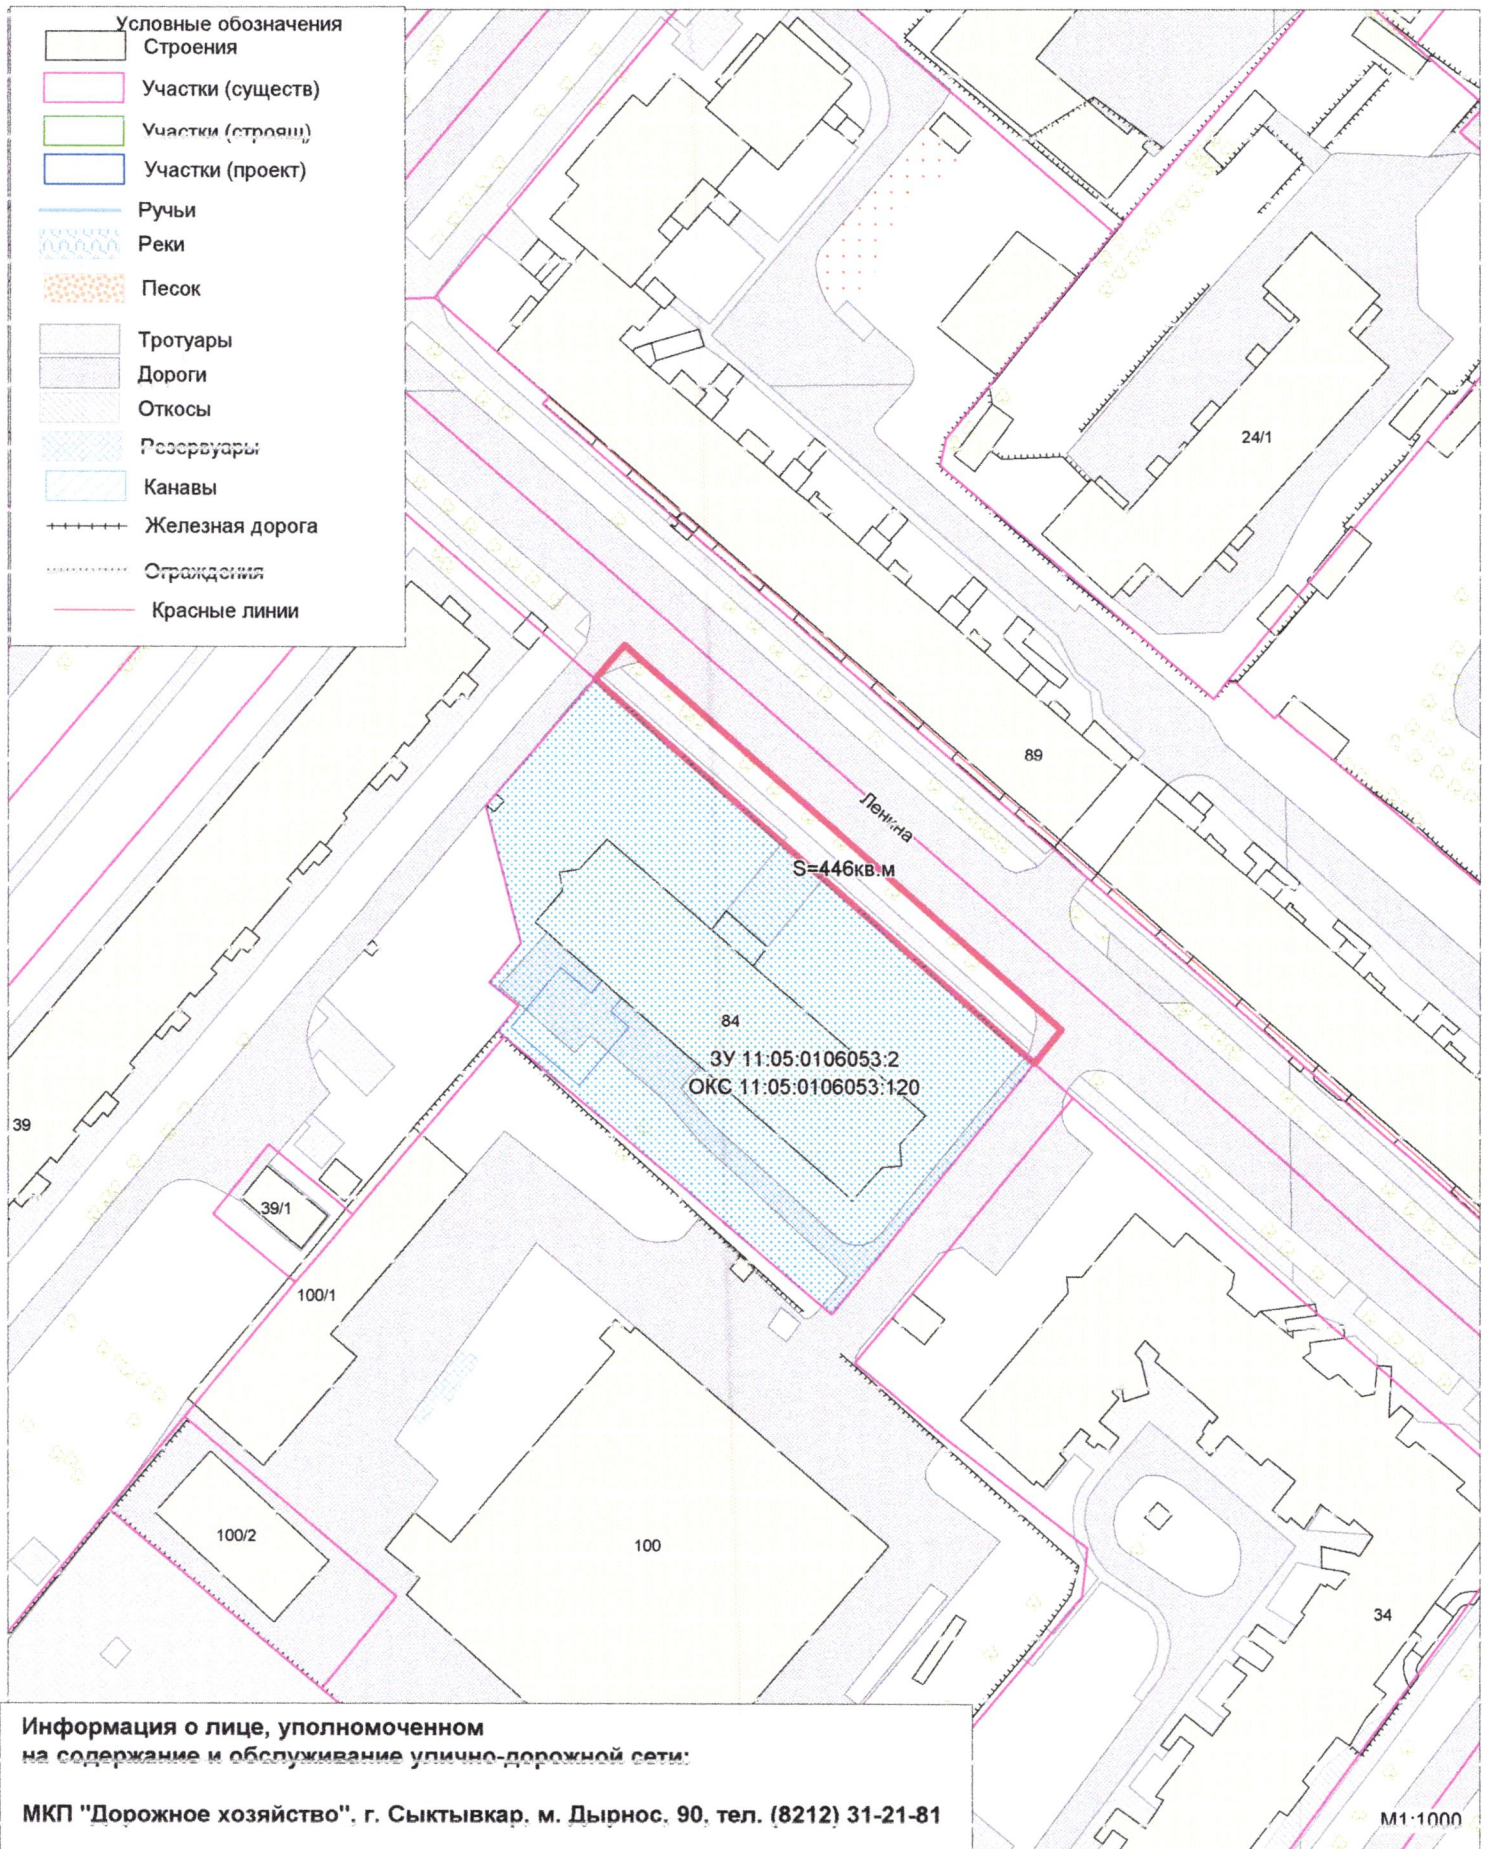 Условные обозначения
Строения
Участки (существ)
Участки (строящ)
Участки (проект)
Ручьи
Реки
Песок
Тротуары
Дороги
Откосы
Резервуары
Канавы
Железная дорога
Ограждения
Красные линии
24/1
89
Ленина
S=446кв.м
84
ЗУ 11:05:0106053:2
ОКС 11:05:0106053:120
39
39/1
100/1
100/2
100
34
Информация о лице, уполномоченном
на содержание и обслуживание улично-дорожной сети:
МКП "Дорожное хозяйство", г. Сыктывкар, м. Дырнос, 90, тел. (8212) 31-21-81
М1:1000